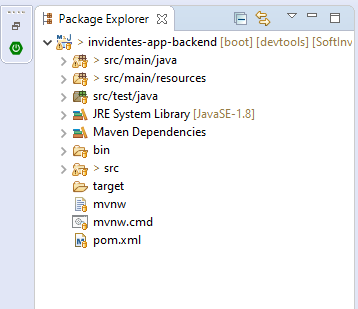 Package Explorer
> invidentes-app-backend [boot] [devtools] [SoftInv
> src/main/java
> src/main/resources
src/test/java
JRE System Library [JavaSE-1.8]
Maven Dependencies
bin
> src
target
mvnw
mvnw.cmd
pom.xml